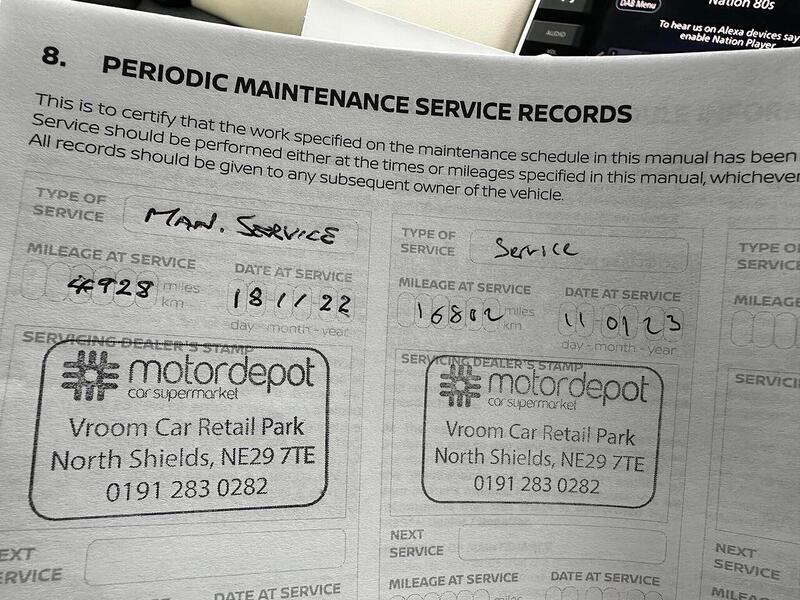 Nation 80s
DAB Menu
To hear us on Alexa devices say
enable Nation Player
AUDIO
VOL
8. PERIODIC MAINTENANCE SERVICE RECORDS
This is to certify that the work specified on the maintenance schedule in this manual has been
Service should be performed either at the times or mileages specified in this manual, whichever
All records should be given to any subsequent owner of the vehicle.
TYPE OF
SERVICE
MAN. SERVICE
MILEAGE AT SERVICE
DATE AT SERVICE
4928 miles
km
18 1/1 22
day - month - year
SERVICING DEALER'S STAMP
motordepot
car supermarket
Vroom Car Retail Park
North Shields, NE29 7TE
0191 283 0282
NEXT
SERVICE
DATE AT SERVICE
TYPE OF
SERVICE
Service
MILEAGE AT SERVICE
DATE AT SERVICE
16802 miles
km
11 01 23
day - month - year
SERVICING DEALER'S STAMP
motordepot
car supermarket
Vroom Car Retail Park
North Shields, NE29 7TE
0191 283 0282
NEXT
SERVICE
MILEAGE AT SERVICE
DATE AT SERVICE
miles
TYPE OF
SERVICE
MILEAGE
SERVICI
NEXT
SERVICE
MILEAG